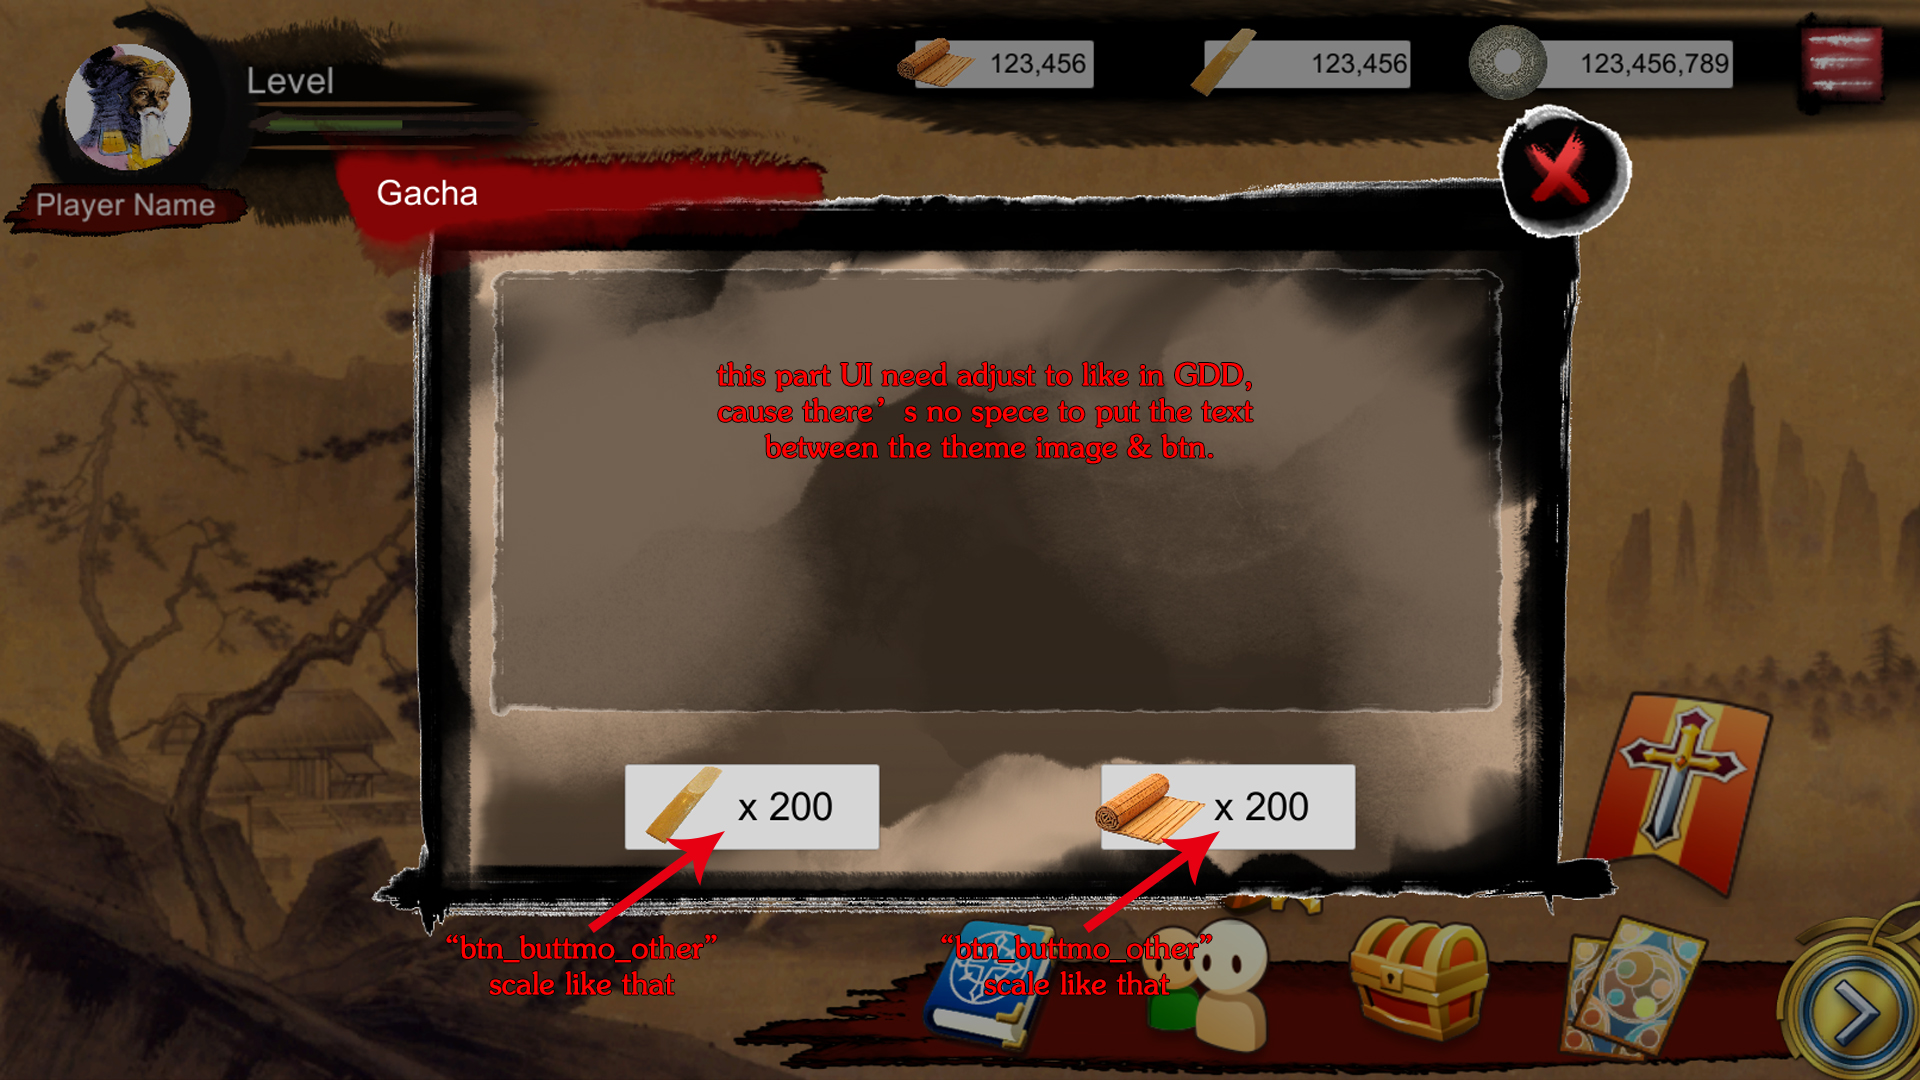 Level
123,456
123,456
123,456,789
Player Name
Gacha
this part UI need adjust to like in GDD,
cause there’s no spece to put the text
between the theme image & btn.
x 200
x 200
“btn_buttmo_other”
scale like that
“btn_buttmo_other”
scale like that